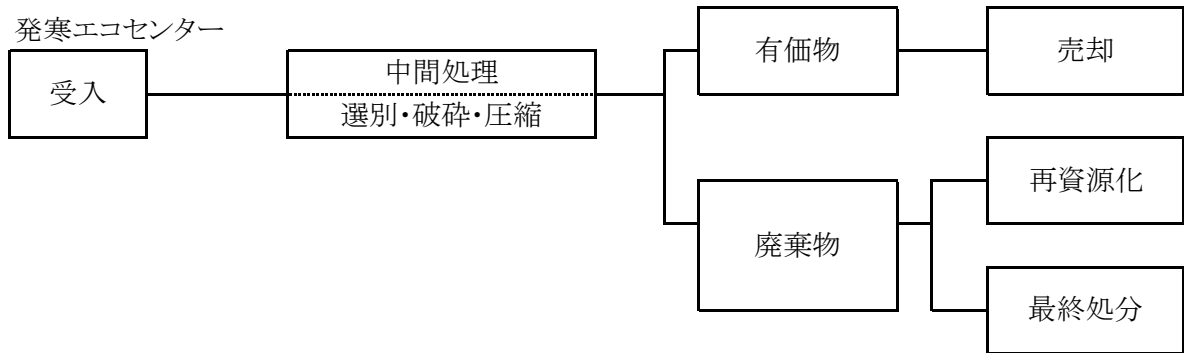 発寒エコセンター
受入
中間処理
選別・破砕・圧縮
有価物
売却
廃棄物
再資源化
最終処分